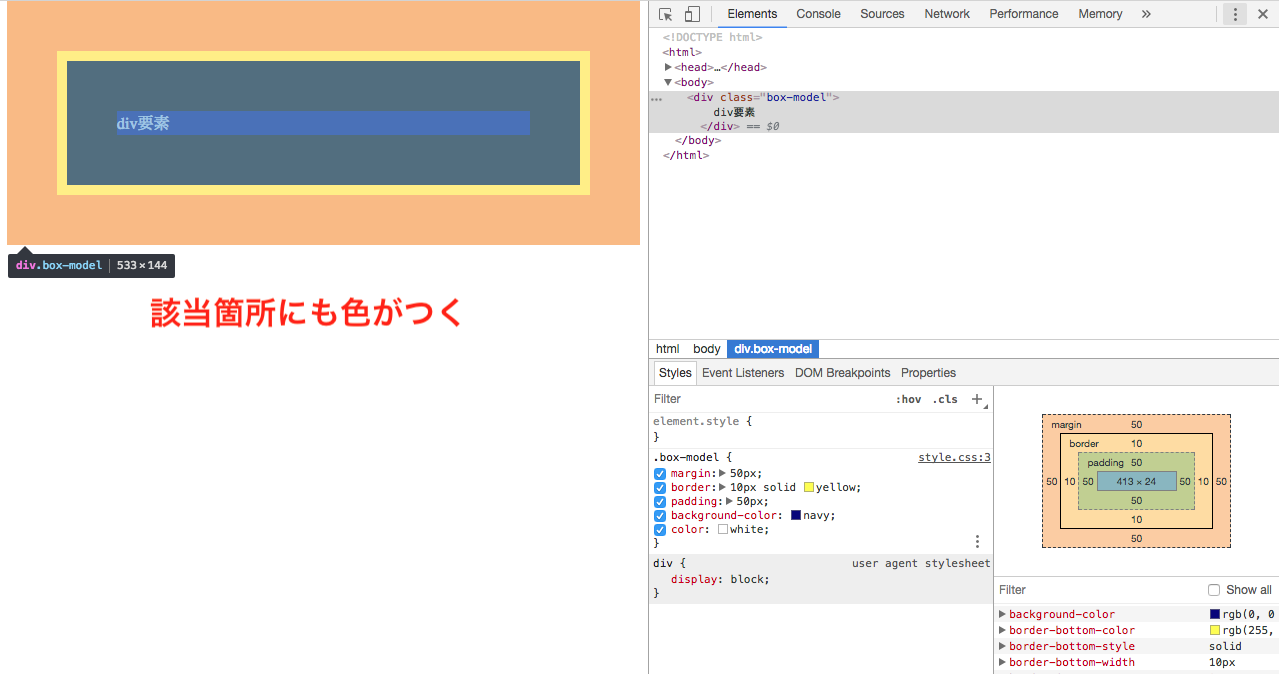 div要素
div.box-model 533 × 144
該当箇所にも色がつく
Elements Console Sources Network Performance Memory »
<!DOCTYPE html>
<html>
▶<head>…</head>
▼<body>
… <div class="box-model">
div要素
</div> == $0
</body>
</html>
html body div.box-model
Styles Event Listeners DOM Breakpoints Properties
Filter :hov .cls +
element.style {
}
.box-model { style.css:3
margin:▶50px;
border:▶10px solid yellow;
padding:▶50px;
background-color: navy;
color: white;
}
div { user agent stylesheet
display: block;
}
margin 50
border 10
padding 50
50 10 50 413 × 24 50 10 50
50
10
50
Filter Show all
▶background-color rgb(0, 0
▶border-bottom-color rgb(255,
▶border-bottom-style solid
▶border-bottom-width 10px